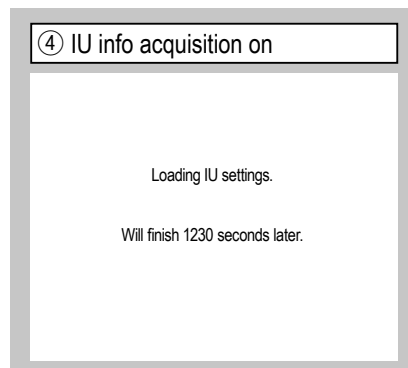 ④ IU info acquisition on
Loading IU settings.
Will finish 1230 seconds later.